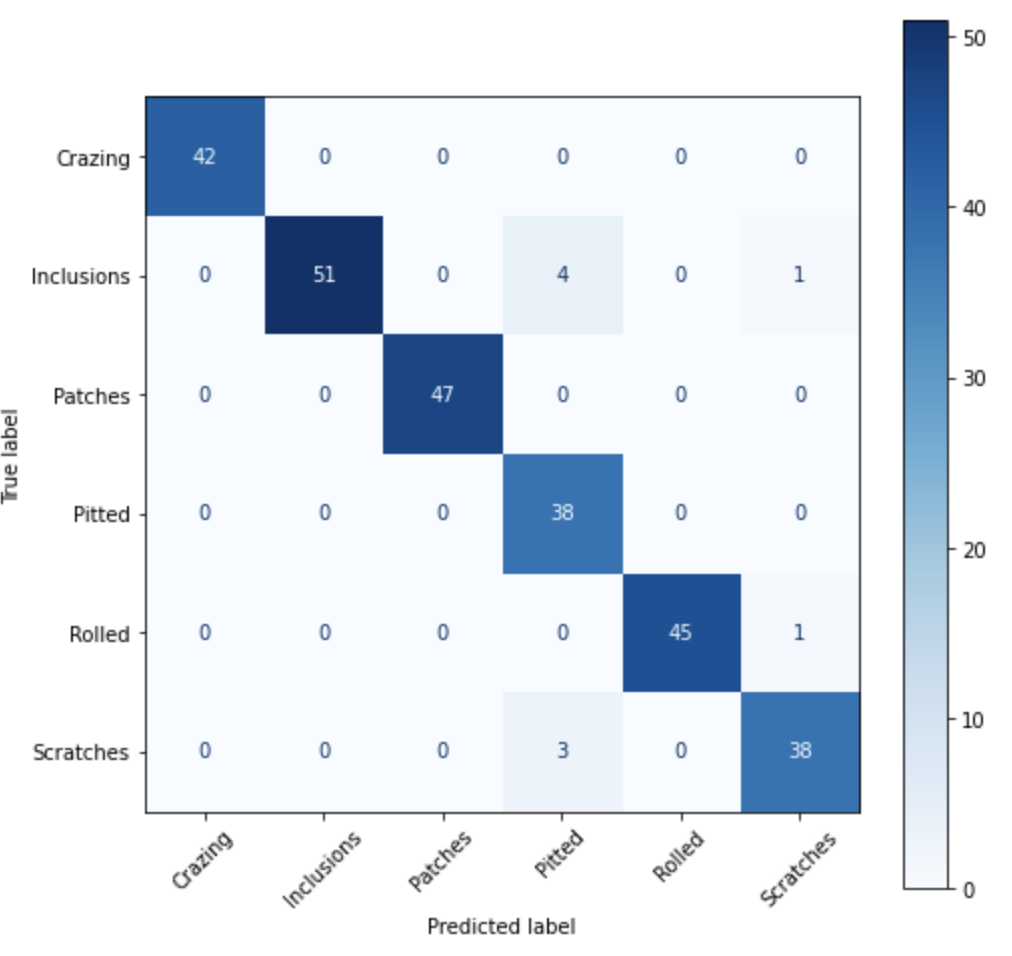 Crazing 42 0 0 0 0 0
Inclusions 0 51 0 4 0 1
Patches 0 0 47 0 0 0
Pitted 0 0 0 38 0 0
Rolled 0 0 0 0 45 1
Scratches 0 0 0 3 0 38
Crazing Inclusions Patches Pitted Rolled Scratches
Predicted label
True label
50
40
30
20
10
0